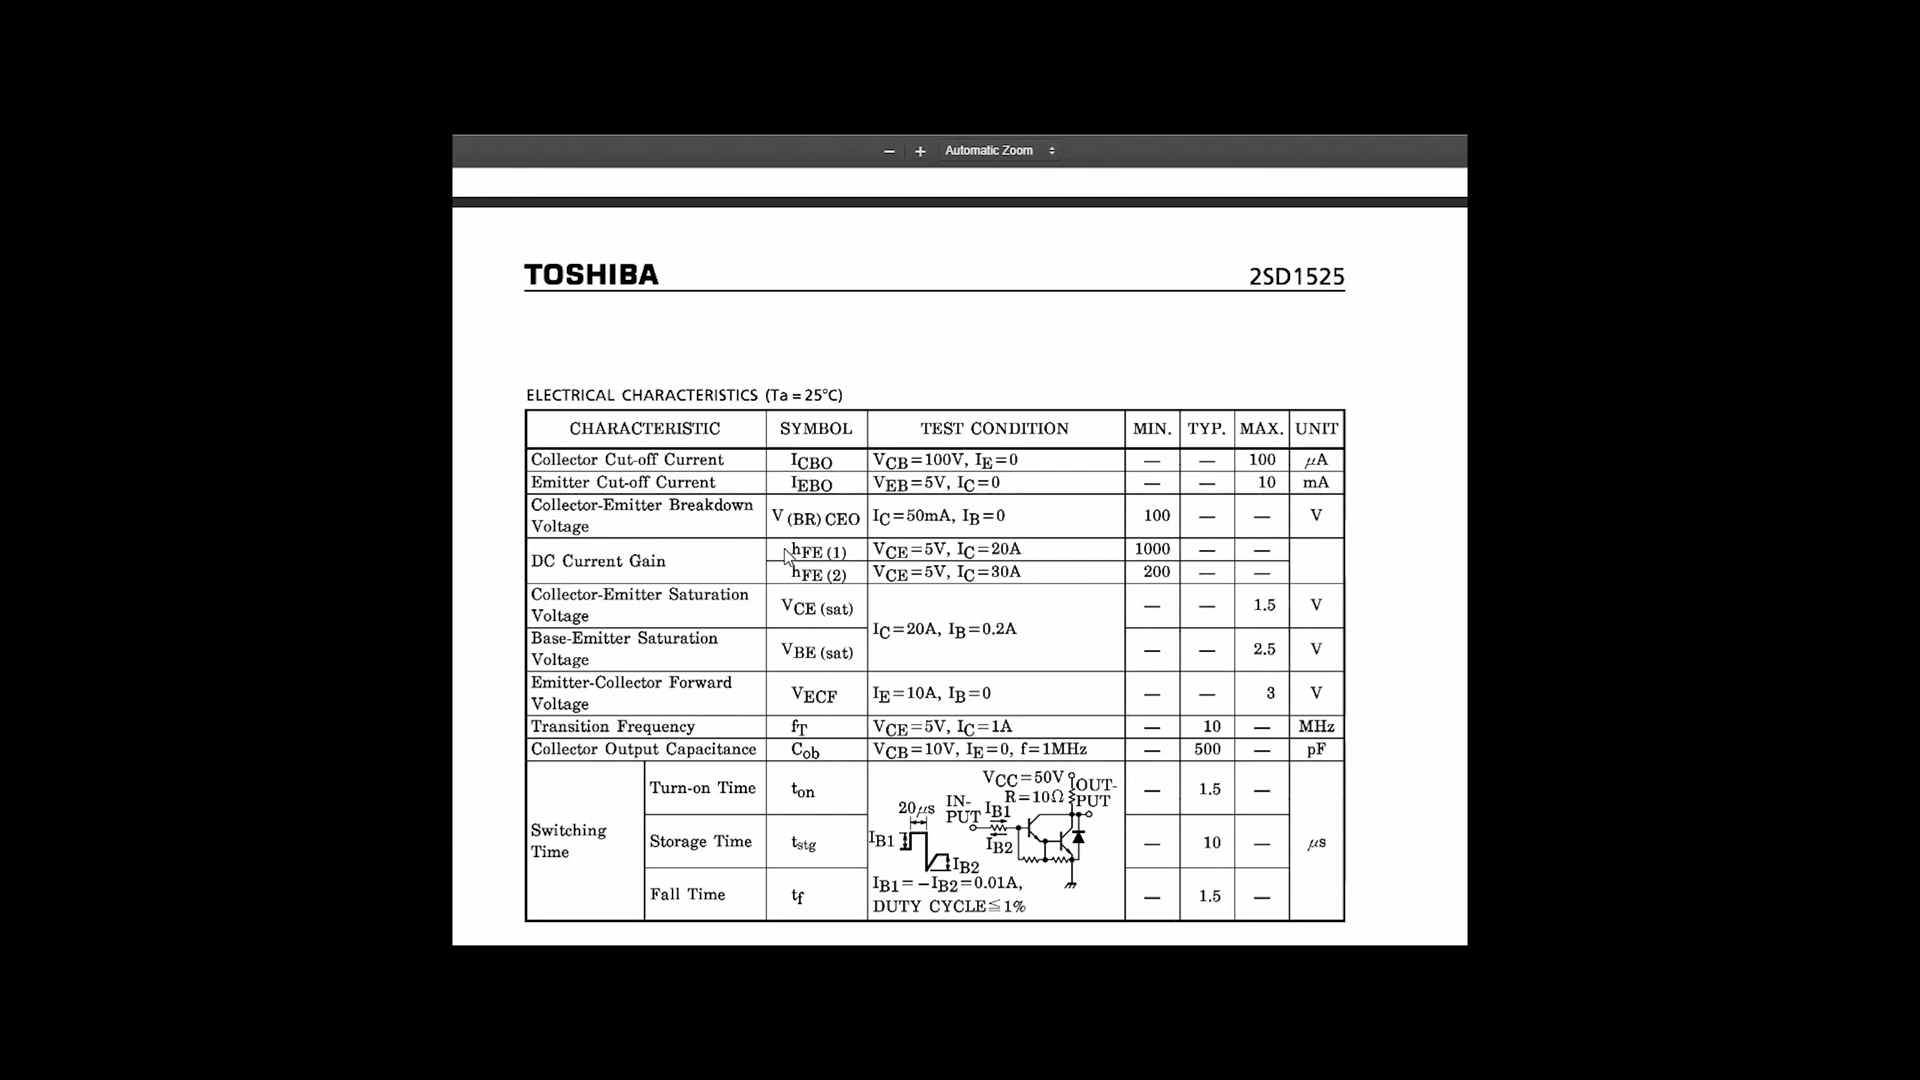 − + Automatic Zoom
TOSHIBA 2SD1525
ELECTRICAL CHARACTERISTICS (Ta = 25°C)
CHARACTERISTIC SYMBOL TEST CONDITION MIN. TYP. MAX. UNIT
Collector Cut-off Current ICBO VCB=100V, IE=0 — — 100 μA
Emitter Cut-off Current IEBO VEB=5V, IC=0 — — 10 mA
Collector-Emitter Breakdown
Voltage V(BR) CEO IC=50mA, IB=0 100 — — V
DC Current Gain hFE (1) VCE=5V, IC=20A 1000 — —
hFE (2) VCE=5V, IC=30A 200 — —
Collector-Emitter Saturation
Voltage VCE (sat) IC=20A, IB=0.2A — — 1.5 V
Base-Emitter Saturation
Voltage VBE (sat) — — 2.5 V
Emitter-Collector Forward
Voltage VECF IE=10A, IB=0 — — 3 V
Transition Frequency fT VCE=5V, IC=1A — 10 — MHz
Collector Output Capacitance Cob VCB=10V, IE=0, f=1MHz — 500 — pF
Switching
Time
Turn-on Time ton — 1.5 — μs
Storage Time tstg — 10 —
Fall Time tf — 1.5 —
VCC=50V OUT-
PUT
R=10Ω
20μs IN-
PUT IB1
IB1 IB2
IB2
IB1=−IB2=0.01A,
DUTY CYCLE≦1%